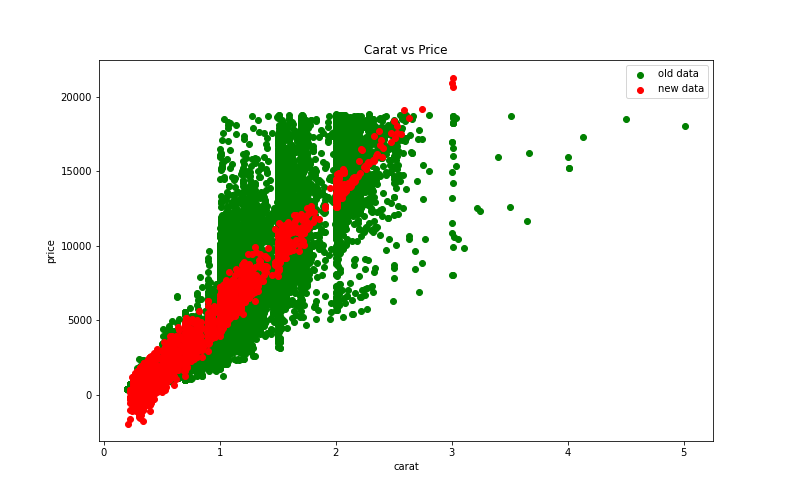 Carat vs Price
old data
new data
20000
15000
10000
5000
0
price
0 1 2 3 4 5
carat